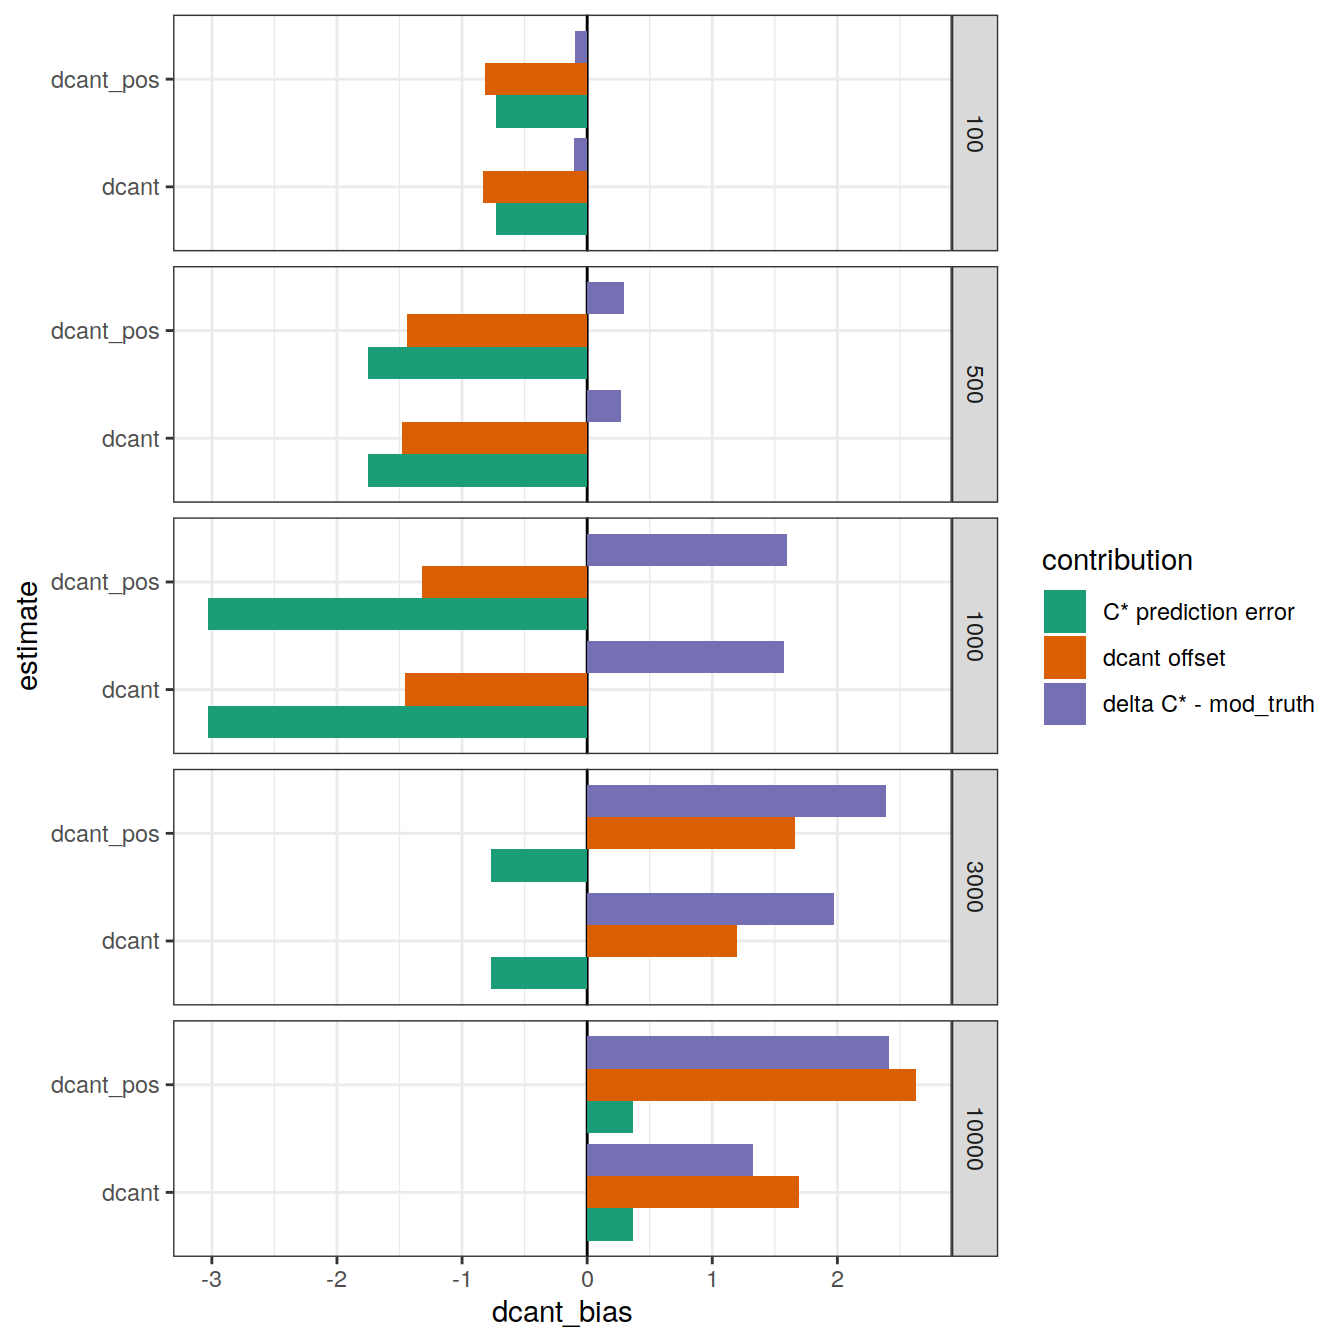 dcant_pos
dcant
100
dcant_pos
dcant
500
dcant_pos
dcant
1000
dcant_pos
dcant
3000
dcant_pos
dcant
10000
-3 -2 -1 0 1 2
dcant_bias
estimate
contribution
C* prediction error
dcant offset
delta C* - mod_truth